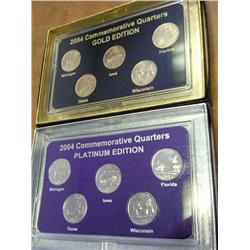 2004 Commemorative Quarters
GOLD EDITION
Michigan
Iowa
Florida
Texas
Wisconsin
2004 Commemorative Quarters
PLATINUM EDITION
Michigan
Iowa
Florida
Texas
Wisconsin